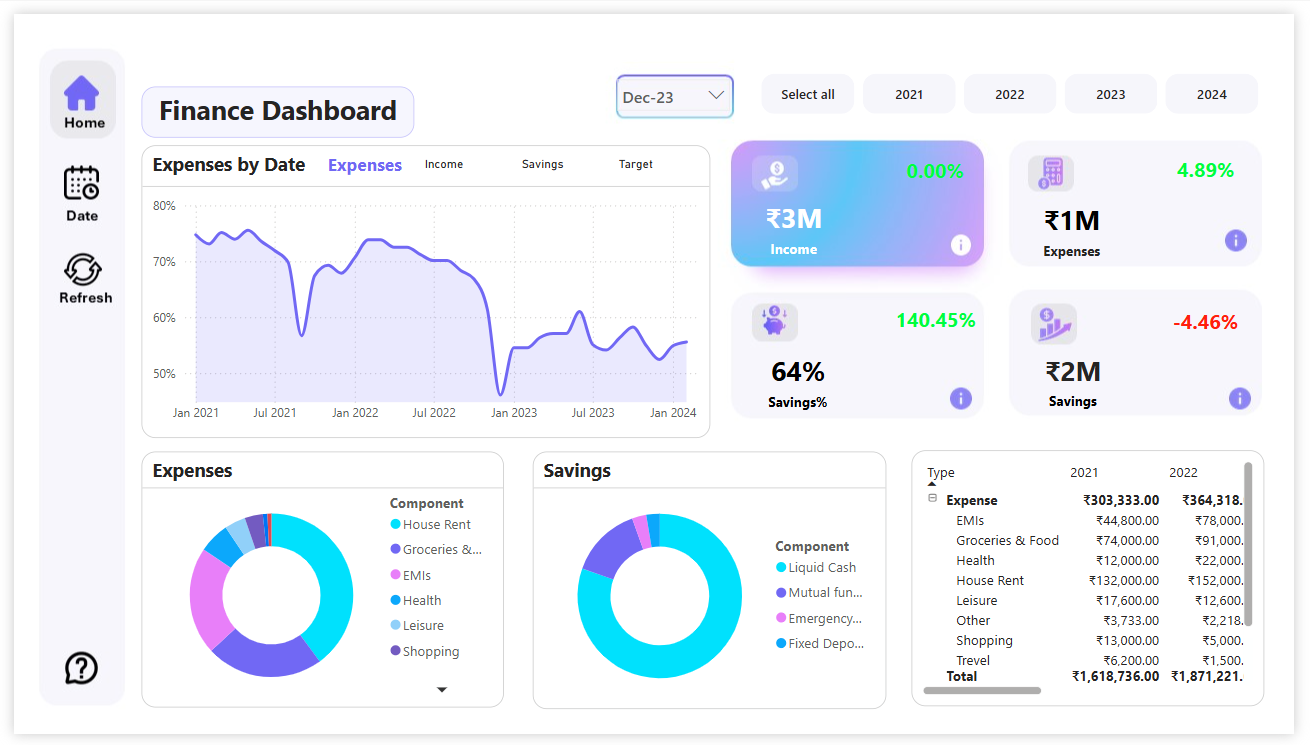 Home
Date
Refresh
Finance Dashboard
Dec-23
Select all
2021
2022
2023
2024
Expenses by Date
Expenses
Income
Savings
Target
80%
70%
60%
50%
Jan 2021
Jul 2021
Jan 2022
Jul 2022
Jan 2023
Jul 2023
Jan 2024
0.00%
₹3M
Income
4.89%
₹1M
Expenses
140.45%
64%
Savings%
-4.46%
₹2M
Savings
Expenses
Component
House Rent
Groceries &...
EMIs
Health
Leisure
Shopping
Savings
Component
Liquid Cash
Mutual fun...
Emergency...
Fixed Depo...
Type 2021 2022
Expense ₹303,333.00 ₹364,318.
EMIs ₹44,800.00 ₹78,000.
Groceries & Food ₹74,000.00 ₹91,000.
Health ₹12,000.00 ₹22,000.
House Rent ₹132,000.00 ₹152,000.
Leisure ₹17,600.00 ₹12,600.
Other ₹3,733.00 ₹2,218.
Shopping ₹13,000.00 ₹5,000.
Trevel ₹6,200.00 ₹1,500.
Total ₹1,618,736.00 ₹1,871,221.